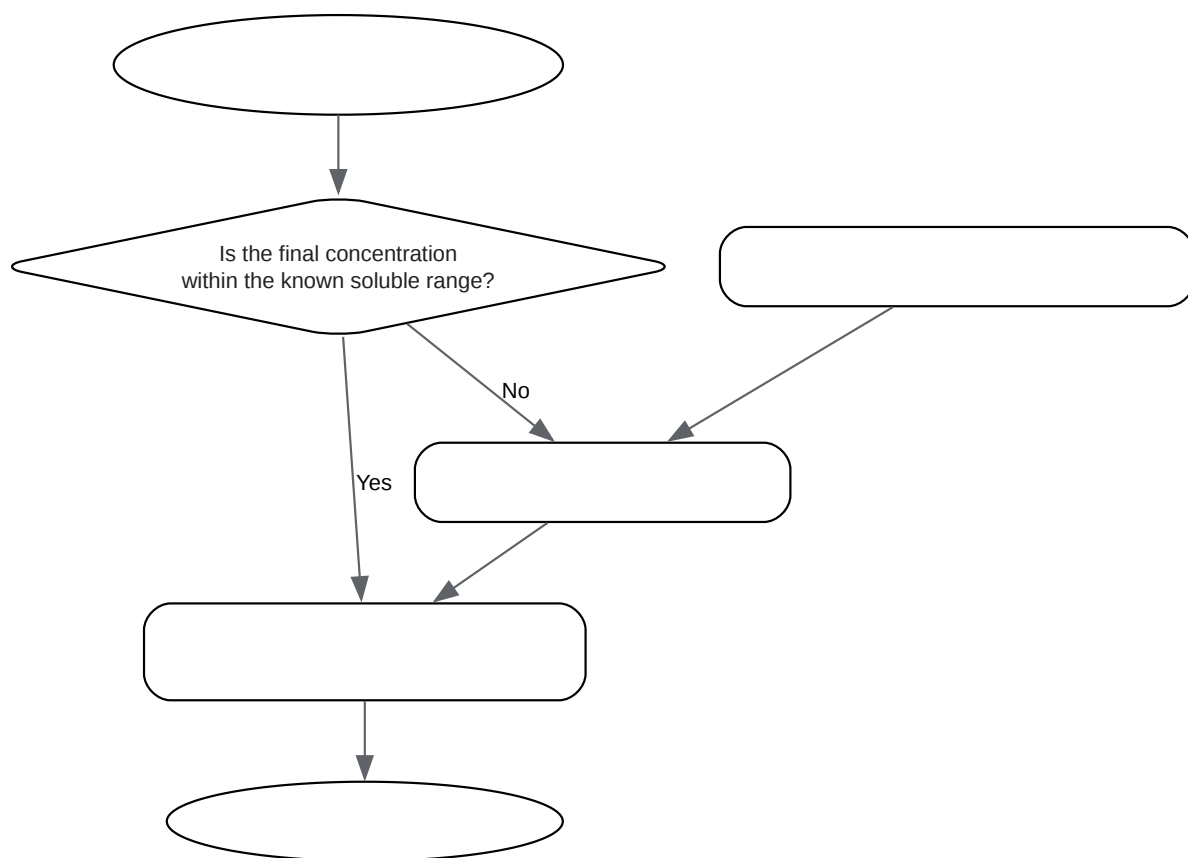 Is the final concentration
within the known soluble range?
No
Yes